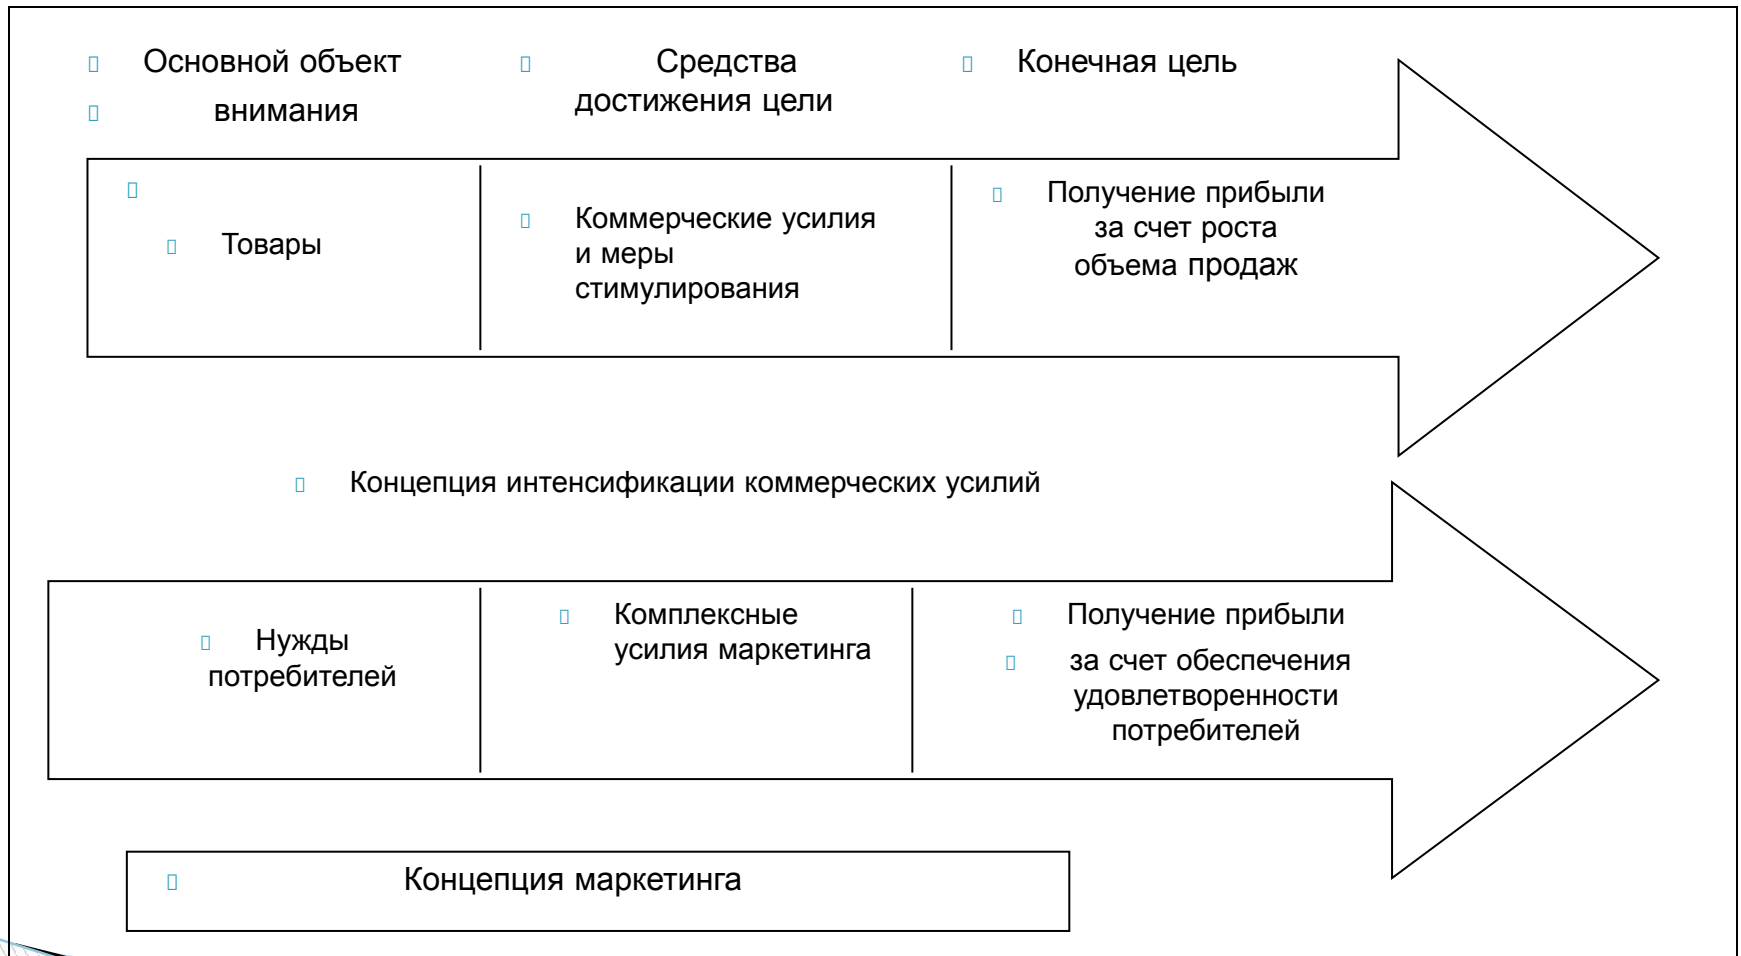 Основной объект
внимания
Средства
достижения цели
Конечная цель
Товары
Коммерческие усилия
и меры
стимулирования
Получение прибыли
за счет роста
объема продаж
Концепция интенсификации коммерческих усилий
Нужды
потребителей
Комплексные
усилия маркетинга
Получение прибыли
за счет обеспечения
удовлетворенности
потребителей
Концепция маркетинга